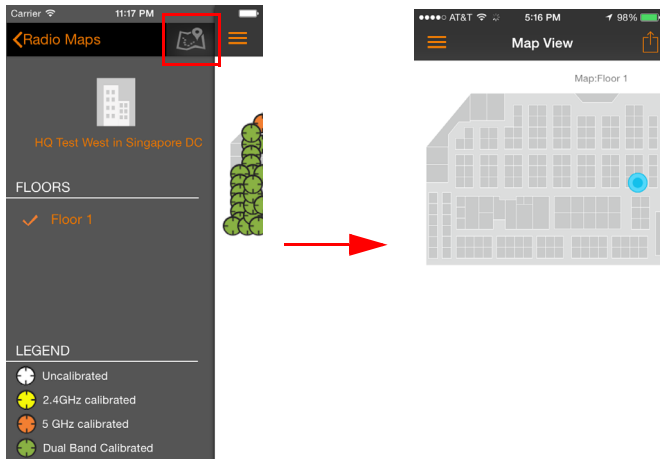 Carrier 11:17 PM
Radio Maps
HQ Test West in Singapore DC
FLOORS
Floor 1
LEGEND
Uncalibrated
2.4GHz calibrated
5 GHz calibrated
Dual Band Calibrated
AT&T 5:16 PM 98%
Map View
Map:Floor 1